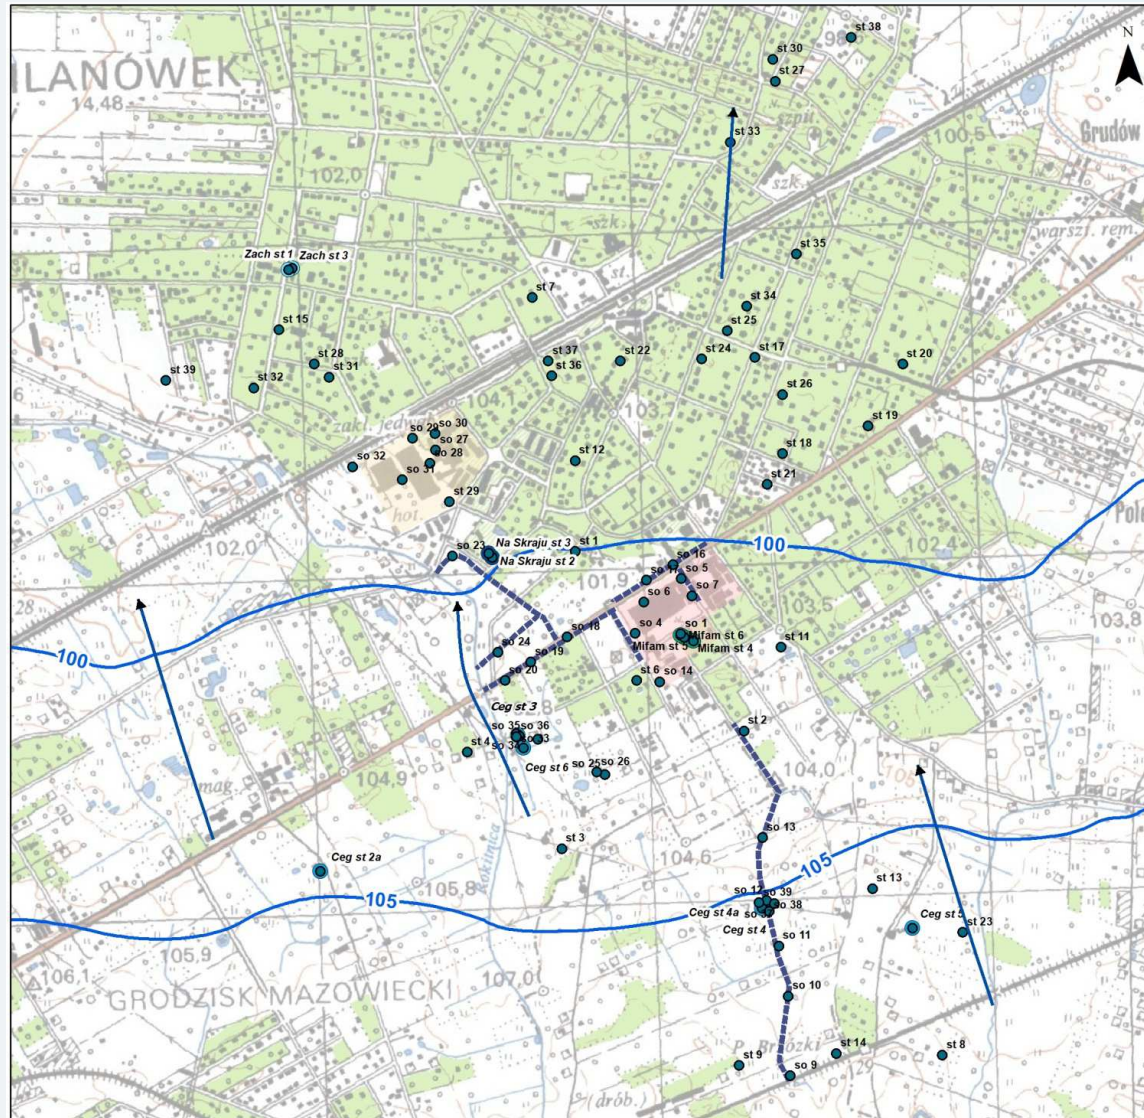 st 38
98,5
N
st 30
ILANÓWEK
st 27
14,48
szpit
Grudów
st 33
100,5
szk.
102,0
szk.
warszt. rem.
Zach st 1
Zach st 3
st 35
st.
st 7
st 34
st 15
st 25
st 37
st 22
st 24
st 17
st 28
st 20
st 31
st 36
st 39
st 32
st 26
104,1
103,7
st 19
zakł. jedw.
so 29
so 30
so 27
so 28
st 12
st 18
so 32
so 31
st 21
st 29
hot.
102,0
so 23
Na Skraju st 3
st 1
so 16
100
Na Skraju st 2
101,9
so 5
so 6
so 7
28
103,5
103,8
so 4
so 1
so 18
Mifam st 6
st 11
Mifam st 5
Mifam st 4
100
so 24
so 19
so 20
st 6
so 14
Ceg st 3
st 2
so 35
so 36
so 34
st 4
Ceg st 6
so 25
so 26
104,9
104,0
mag.
so 13
st 3
104,6
Rokitnica
Ceg st 2a
105
105,8
st 13
so 12
so 39
so 38
105
Ceg st 4a
Ceg st 4
Ceg st 5
st 23
105,9
so 11
106,1
107,0
GRODZISK MAZOWIECKI
so 10
P. Brzózki
st 14
st 8
st 9
so 9
129
(drób.)